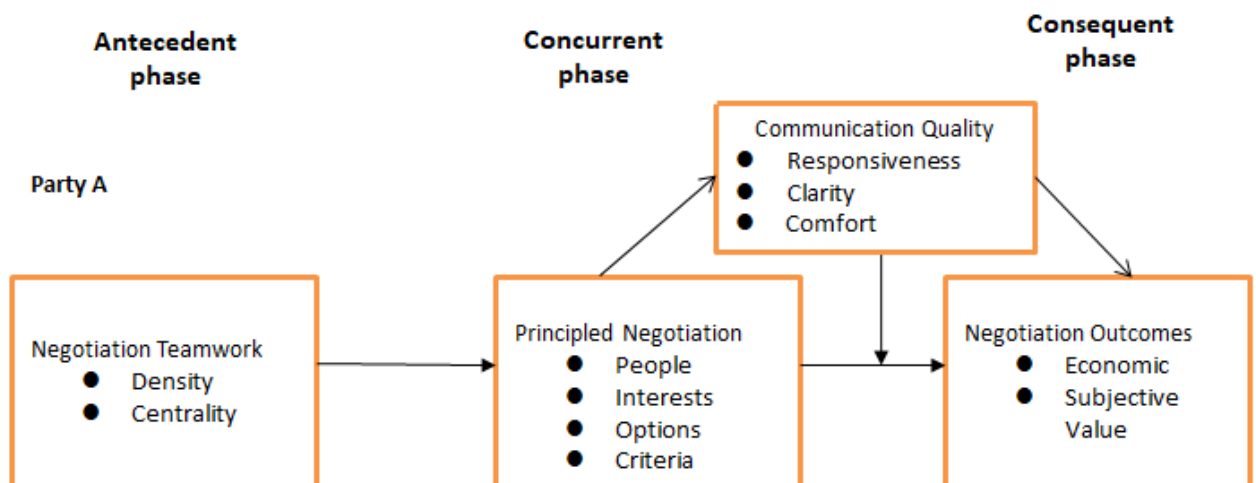 Antecedent
phase
Concurrent
phase
Consequent
phase
Party A
Communication Quality
● Responsiveness
● Clarity
● Comfort
Negotiation Teamwork
● Density
● Centrality
Principled Negotiation
● People
● Interests
● Options
● Criteria
Negotiation Outcomes
● Economic
● Subjective
Value